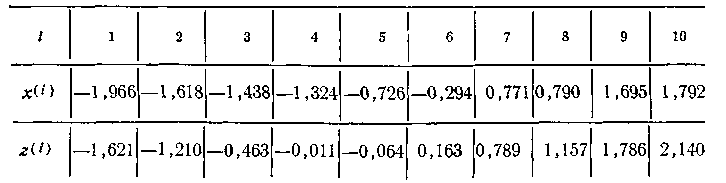 i 1 2 3 4 5 6 7 8 9 10
x(i) —1,966 —1,618 —1,438 —1,324 —0,726 —0,294 0,771 0,790 1,695 1,792
z(i) —1,621 —1,210 —0,463 —0,011 —0,064 0,163 0,789 1,157 1,786 2,140